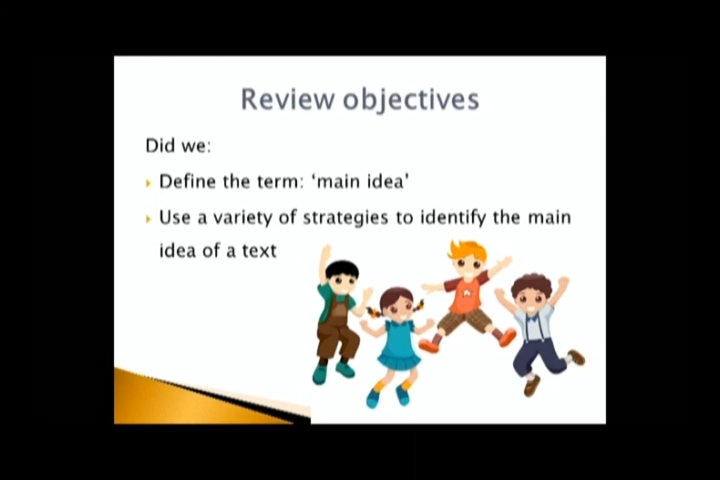 Review objectives
Did we:
Define the term: ‘main idea’
Use a variety of strategies to identify the main
idea of a text